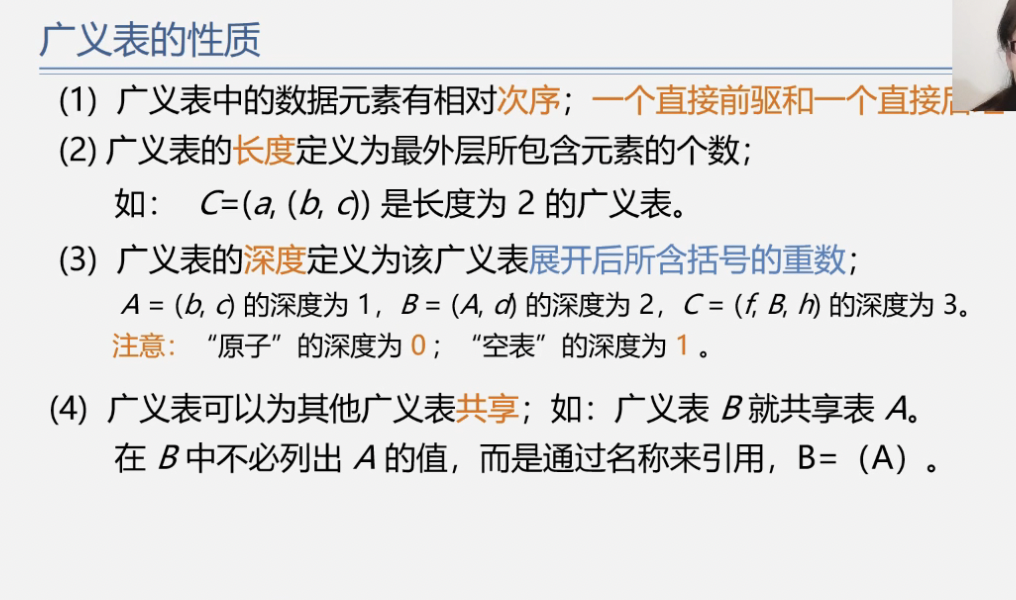 广义表的性质
(1) 广义表中的数据元素有相对次序；一个直接前驱和一个直接后
(2) 广义表的长度定义为最外层所包含元素的个数；
如： C=(a, (b, c)) 是长度为 2 的广义表。
(3) 广义表的深度定义为该广义表展开后所含括号的重数；
A = (b, c) 的深度为 1，B = (A, d) 的深度为 2，C = (f, B, h) 的深度为 3。
注意：“原子”的深度为 0；“空表”的深度为 1 。
(4) 广义表可以为其他广义表共享；如：广义表 B 就共享表 A。
在 B 中不必列出 A 的值，而是通过名称来引用，B=（A）。